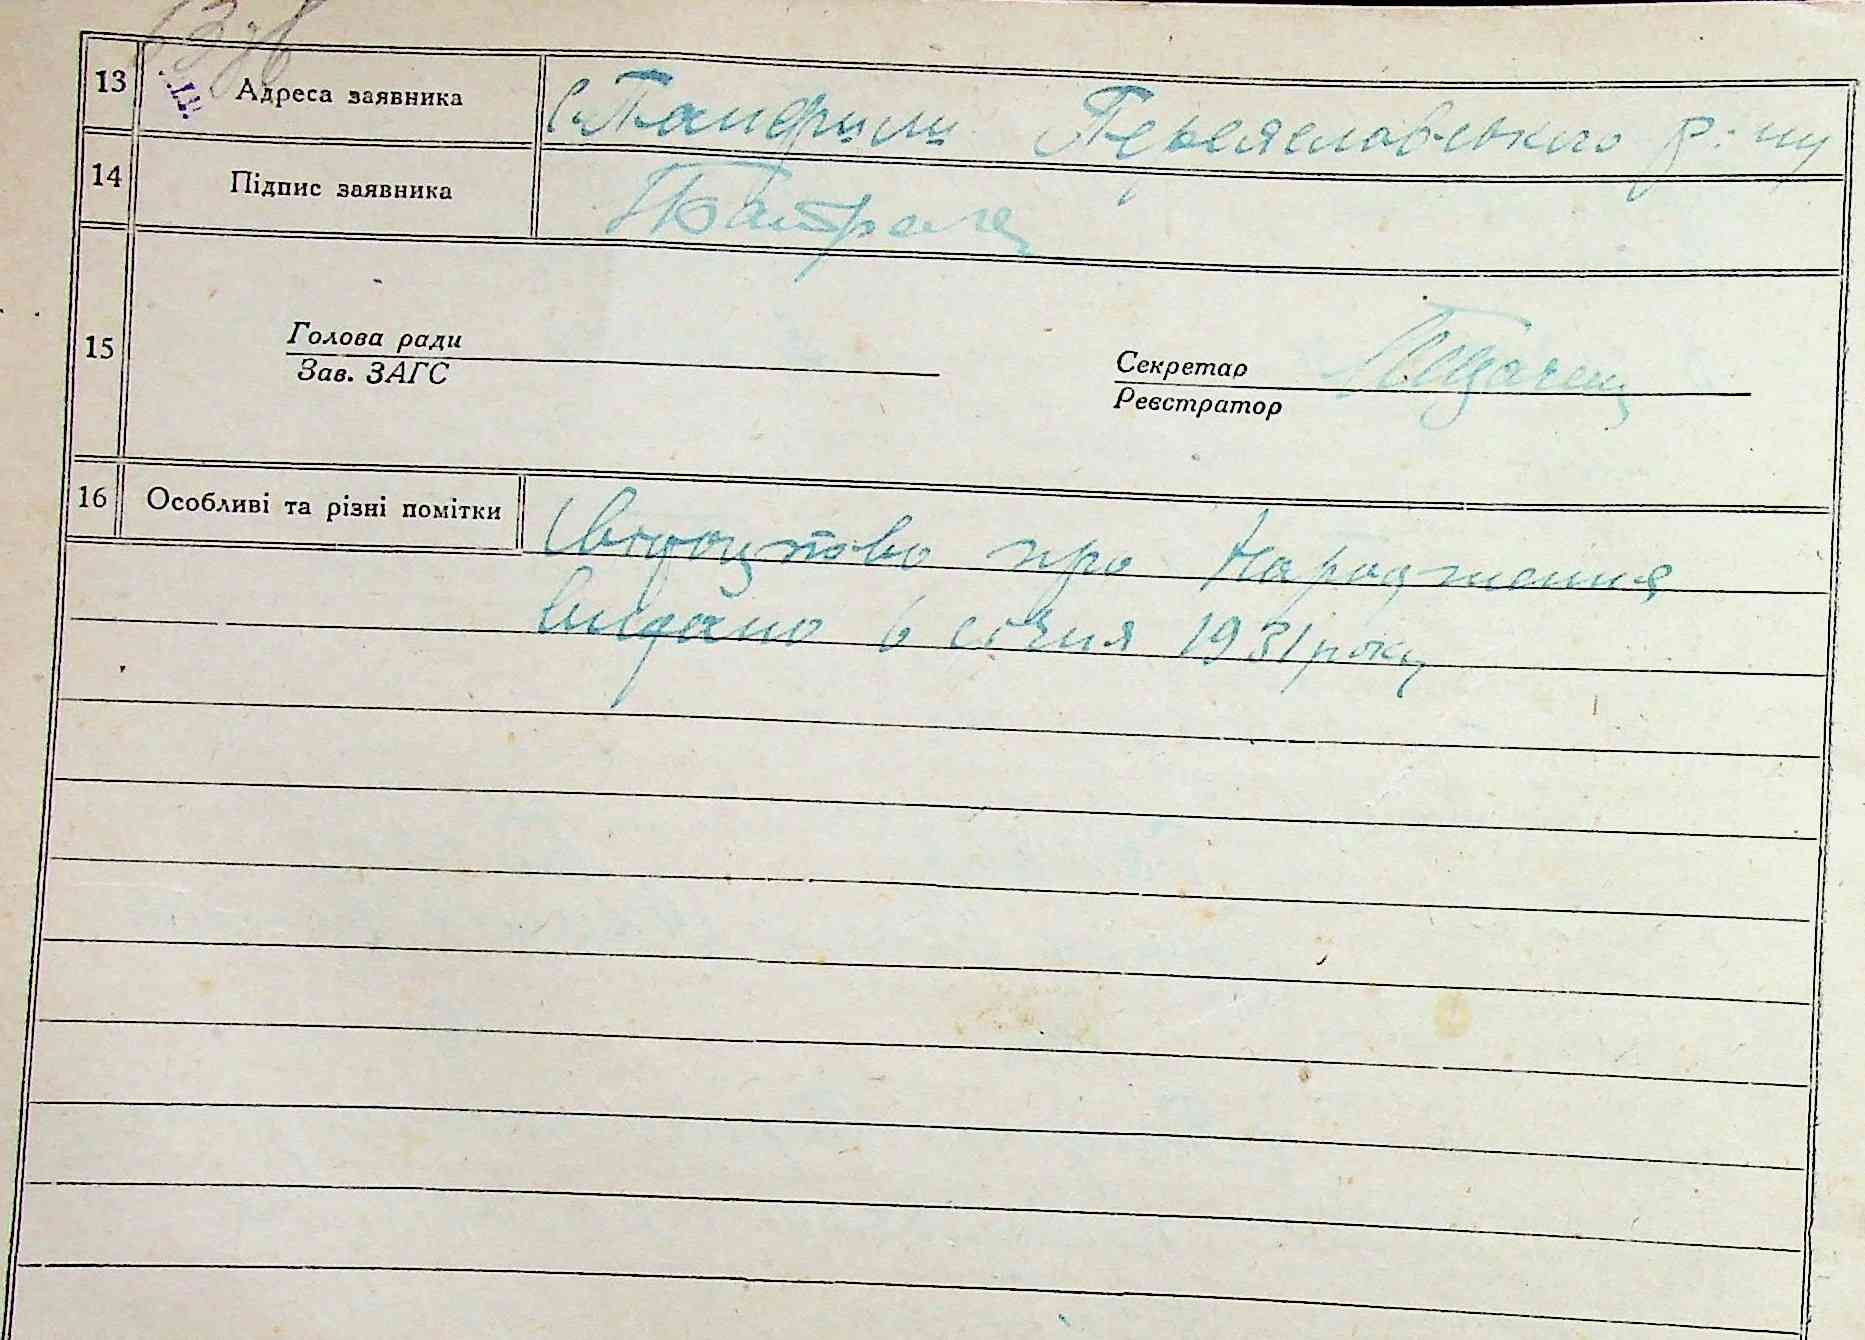 13 Адреса заявника с. Панфили Переяславського р-ну
14 Підпис заявника
15 Голова ради Секретар
Зав. ЗАГС Реєстратор
16 Особливі та різні помітки Свідоцтво про народження
видано 6 січня 1931 року